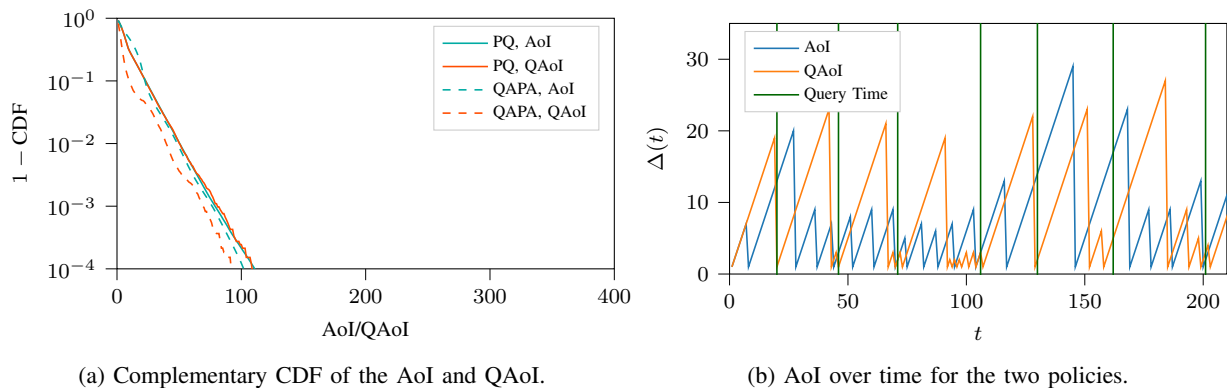 10⁰
10⁻¹
10⁻²
10⁻³
10⁻⁴
1 − CDF
0 100 200 300 400
AoI/QAoI
PQ, AoI
PQ, QAoI
QAPA, AoI
QAPA, QAoI
(a) Complementary CDF of the AoI and QAoI.
30
20
10
0
Δ(t)
0 50 100 150 200
t
AoI
QAoI
Query Time
(b) AoI over time for the two policies.